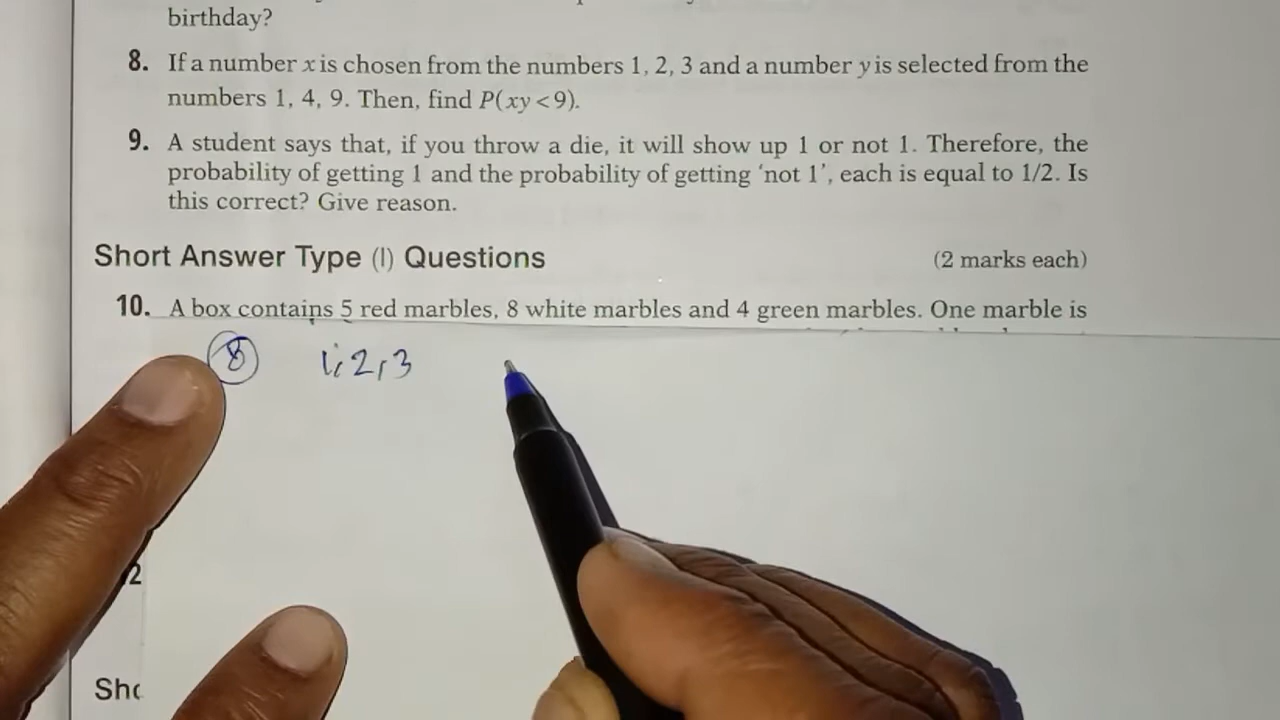 birthday?
8. If a number x is chosen from the numbers 1, 2, 3 and a number y is selected from the
numbers 1, 4, 9. Then, find P(xy<9).
9. A student says that, if you throw a die, it will show up 1 or not 1. Therefore, the
probability of getting 1 and the probability of getting ‘not 1’, each is equal to 1/2. Is
this correct? Give reason.
Short Answer Type (I) Questions (2 marks each)
10. A box contains 5 red marbles, 8 white marbles and 4 green marbles. One marble is
8 1, 2, 3
2
Sho